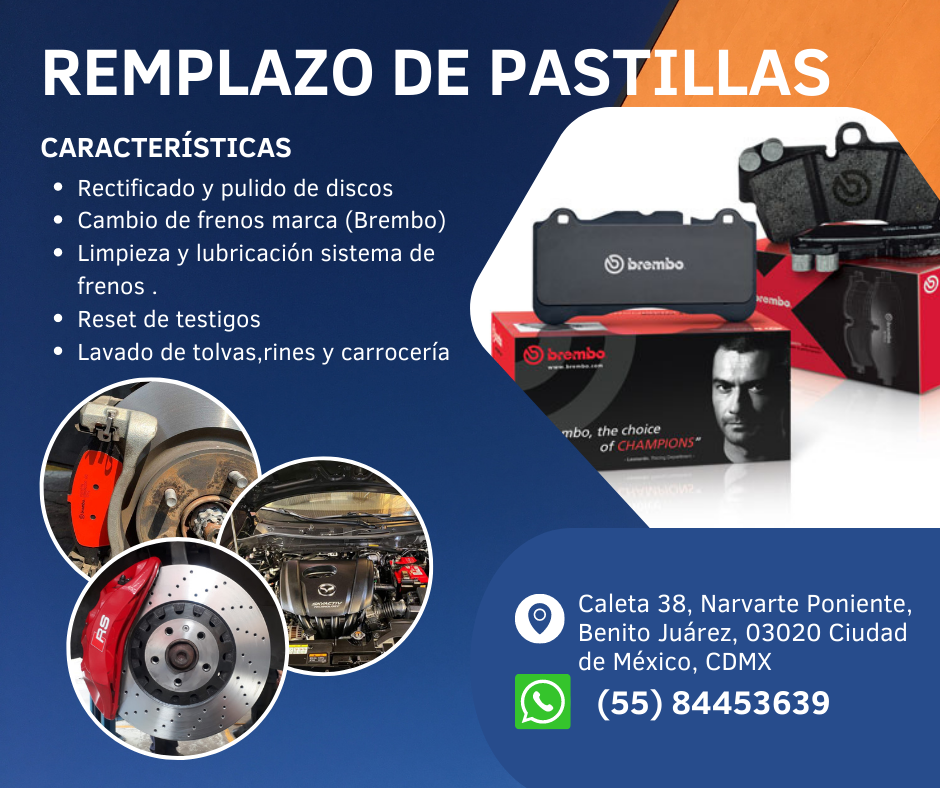 REMPLAZO DE PASTILLAS
CARACTERÍSTICAS
• Rectificado y pulido de discos
• Cambio de frenos marca (Brembo)
• Limpieza y lubricación sistema de
frenos .
• Reset de testigos
• Lavado de tolvas,rines y carrocería
brembo
brembo
www.brembo.com
mbo, the choice
of CHAMPIONS"
rembo.
RS
SKYACTIV
Caleta 38, Narvarte Poniente,
Benito Juárez, 03020 Ciudad
de México, CDMX
(55) 84453639